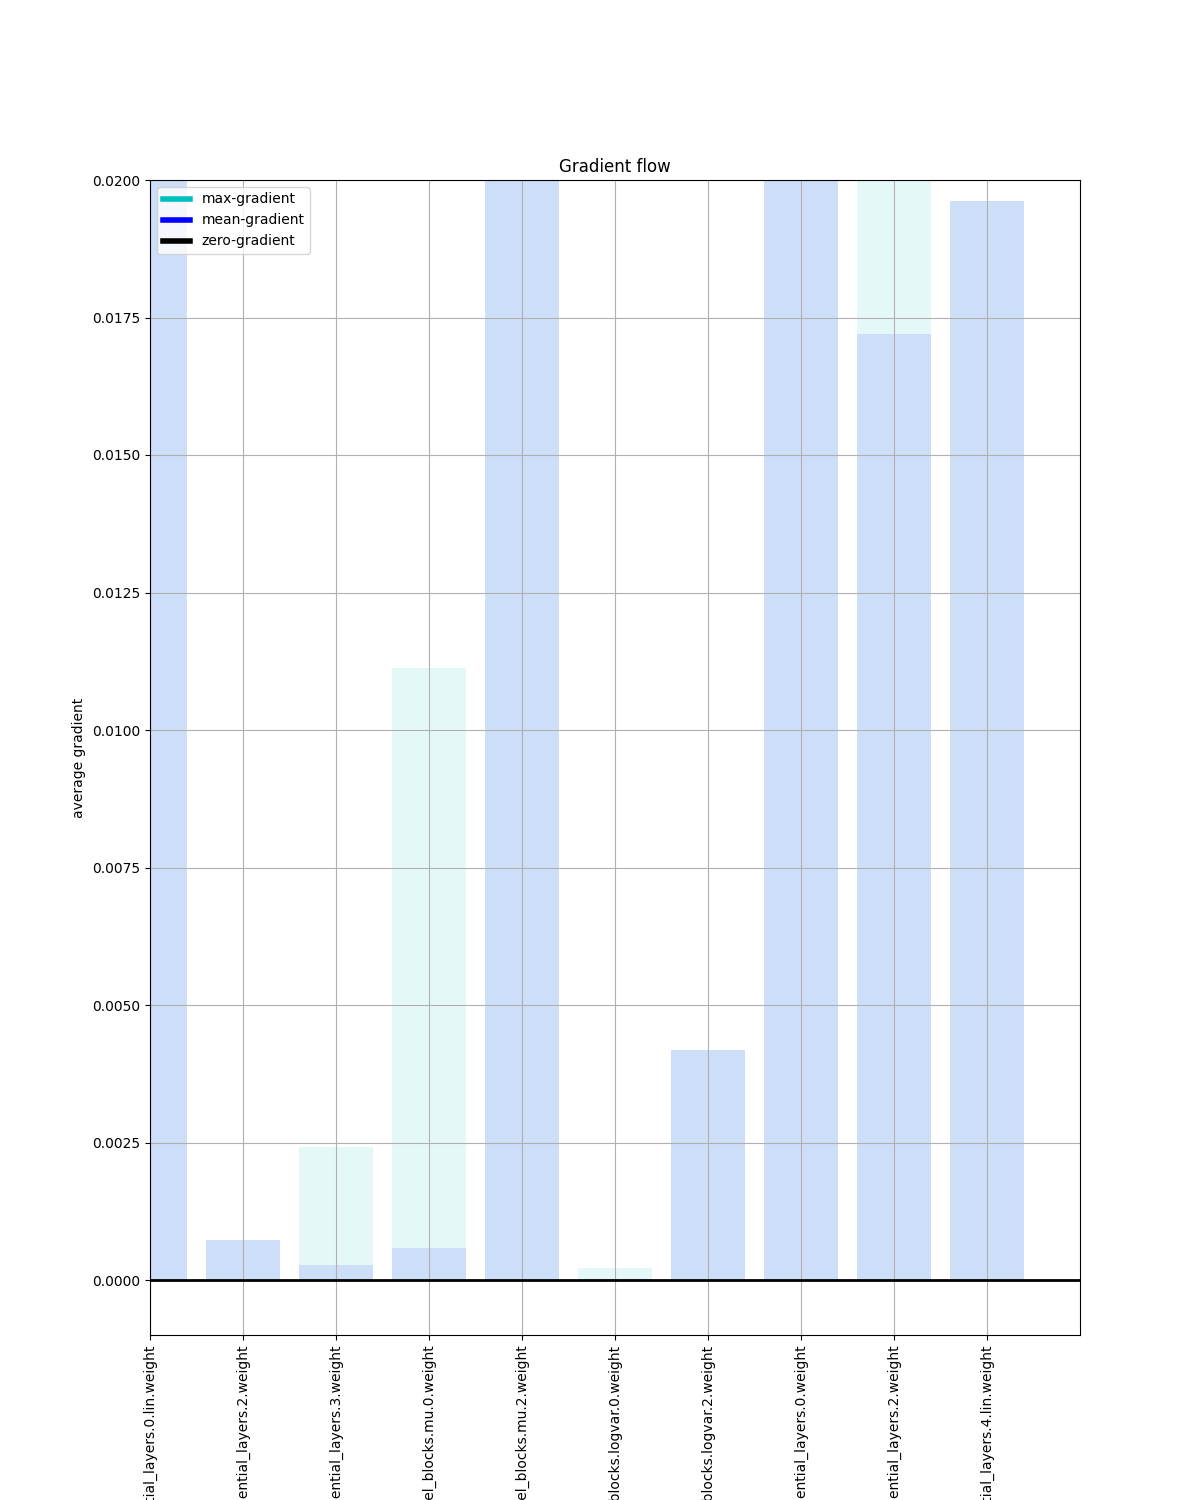 Gradient flow
max-gradient
mean-gradient
zero-gradient
0.0200
0.0175
0.0150
0.0125
0.0100
0.0075
0.0050
0.0025
0.0000
average gradient
tial_layers.0.lin.weight
ential_layers.2.weight
ential_layers.3.weight
el_blocks.mu.0.weight
el_blocks.mu.2.weight
blocks.logvar.0.weight
blocks.logvar.2.weight
ential_layers.0.weight
ential_layers.2.weight
tial_layers.4.lin.weight